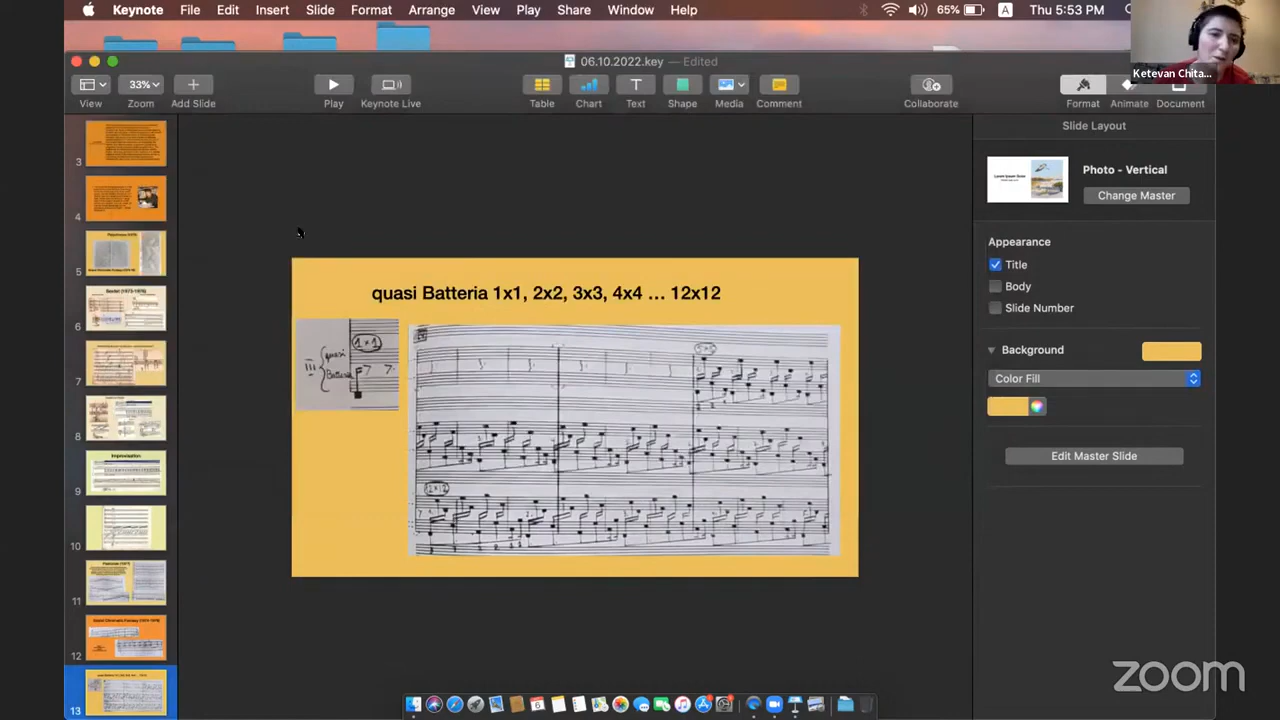 Keynote File Edit Insert Slide Format Arrange View Play Share Window Help 65% A Thu 5:53 PM
06.10.2022.key — Edited
Ketevan Chita...
33%
View Zoom Add Slide Play Keynote Live Table Chart Text Shape Media Comment Collaborate Format Animate Document
Slide Layout
Photo - Vertical
Change Master
Appearance
Title
Body
Slide Number
Background
Color Fill
Edit Master Slide
3
4
5
6
7
8
Improvisation
9
10
11
12
13
quasi Batteria 1x1, 2x2, 3x3, 4x4 … 12x12
1x1
III
quasi
Batteria
zoom